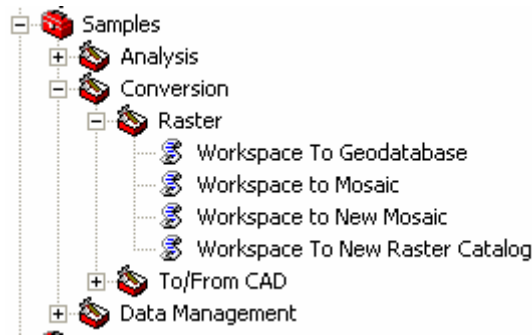 Samples
Analysis
Conversion
Raster
Workspace To Geodatabase
Workspace to Mosaic
Workspace to New Mosaic
Workspace To New Raster Catalog
To/From CAD
Data Management